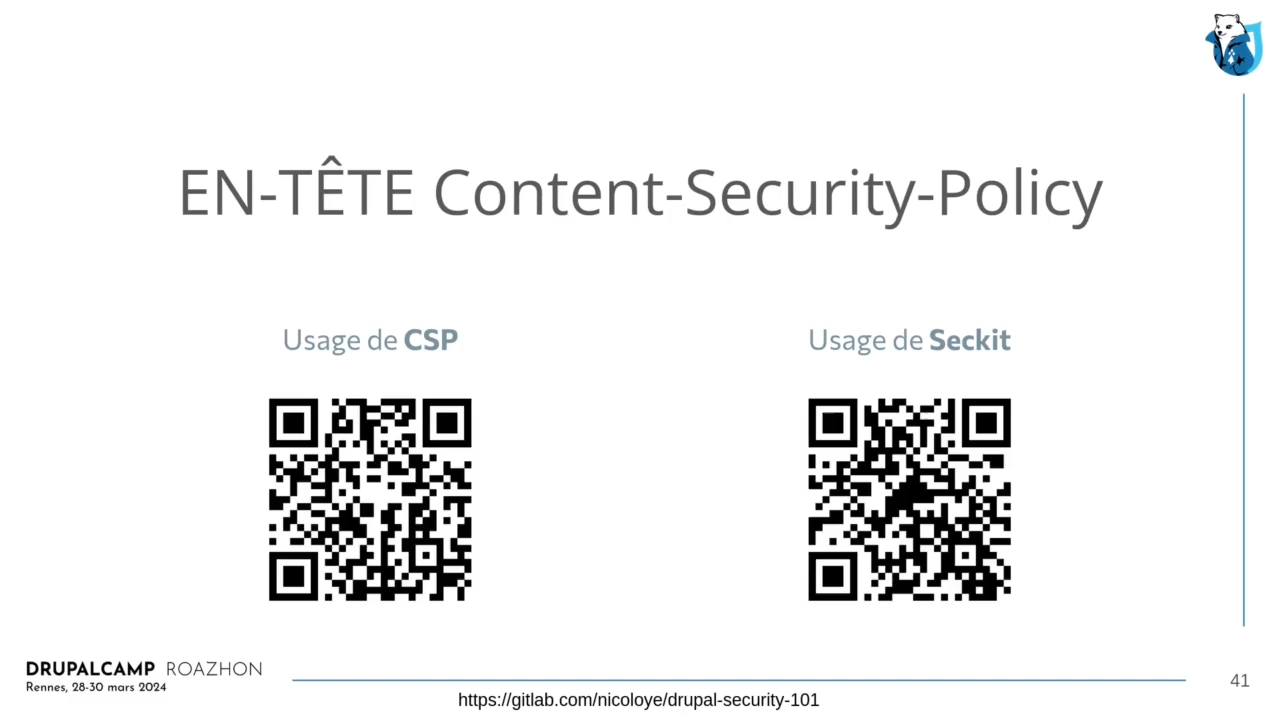 EN-TÊTE Content-Security-Policy
Usage de CSP
Usage de Seckit
DRUPALCAMP ROAZHON
Rennes, 28-30 mars 2024
https://gitlab.com/nicoloye/drupal-security-101
41